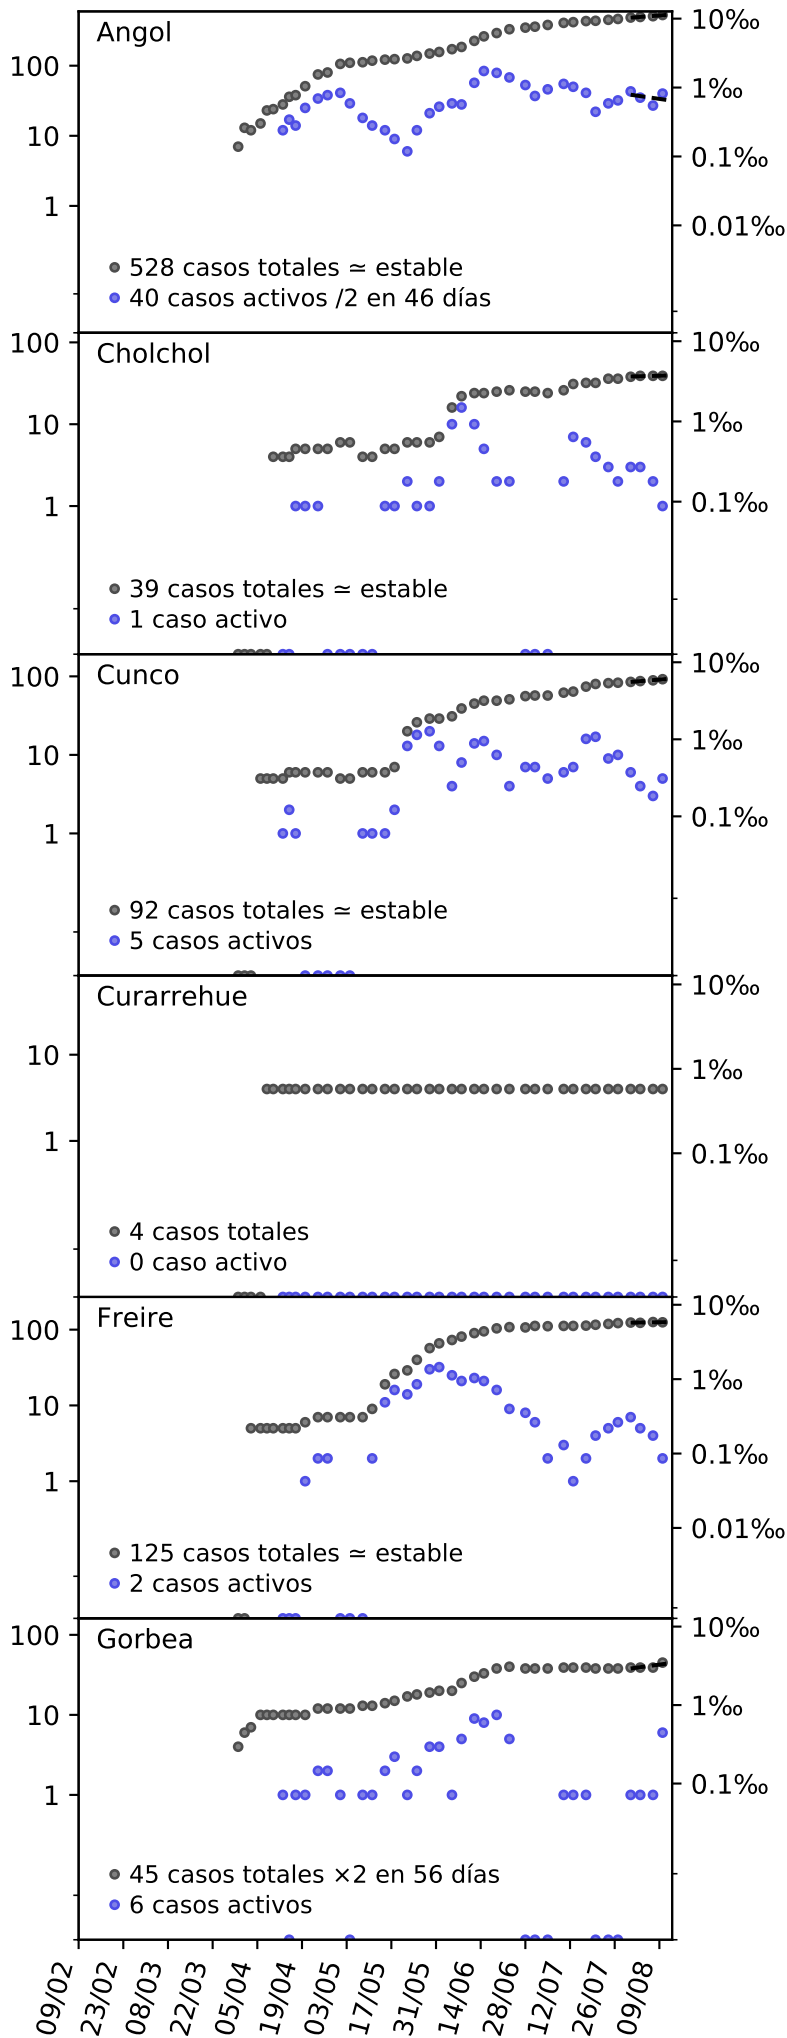 Angol
100
10
1
10‰
1‰
0.1‰
0.01‰
528 casos totales ≃ estable
40 casos activos /2 en 46 días
Cholchol
100
10
1
10‰
1‰
0.1‰
39 casos totales ≃ estable
1 caso activo
Cunco
100
10
1
10‰
1‰
0.1‰
92 casos totales ≃ estable
5 casos activos
Curarrehue
10
1
10‰
1‰
0.1‰
4 casos totales
0 caso activo
Freire
100
10
1
10‰
1‰
0.1‰
0.01‰
125 casos totales ≃ estable
2 casos activos
Gorbea
100
10
1
10‰
1‰
0.1‰
45 casos totales ×2 en 56 días
6 casos activos
09/02 23/02 08/03 22/03 05/04 19/04 03/05 17/05 31/05 14/06 28/06 12/07 26/07 09/08